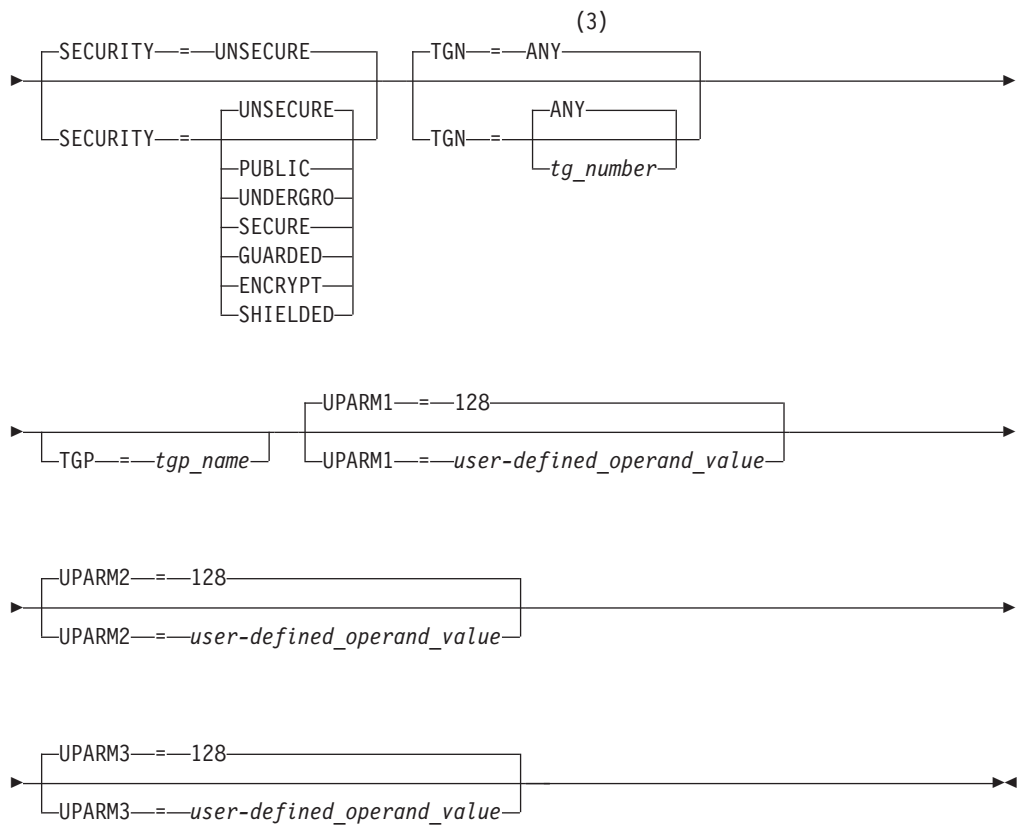 (3)
SECURITY = UNSECURE TGN = ANY
UNSECURE ANY
SECURITY = TGN =
PUBLIC tg_number
UNDERGRO
SECURE
GUARDED
ENCRYPT
SHIELDED
UPARM1 = 128
TGP = tgp_name UPARM1 = user-defined_operand_value
UPARM2 = 128
UPARM2 = user-defined_operand_value
UPARM3 = 128
UPARM3 = user-defined_operand_value